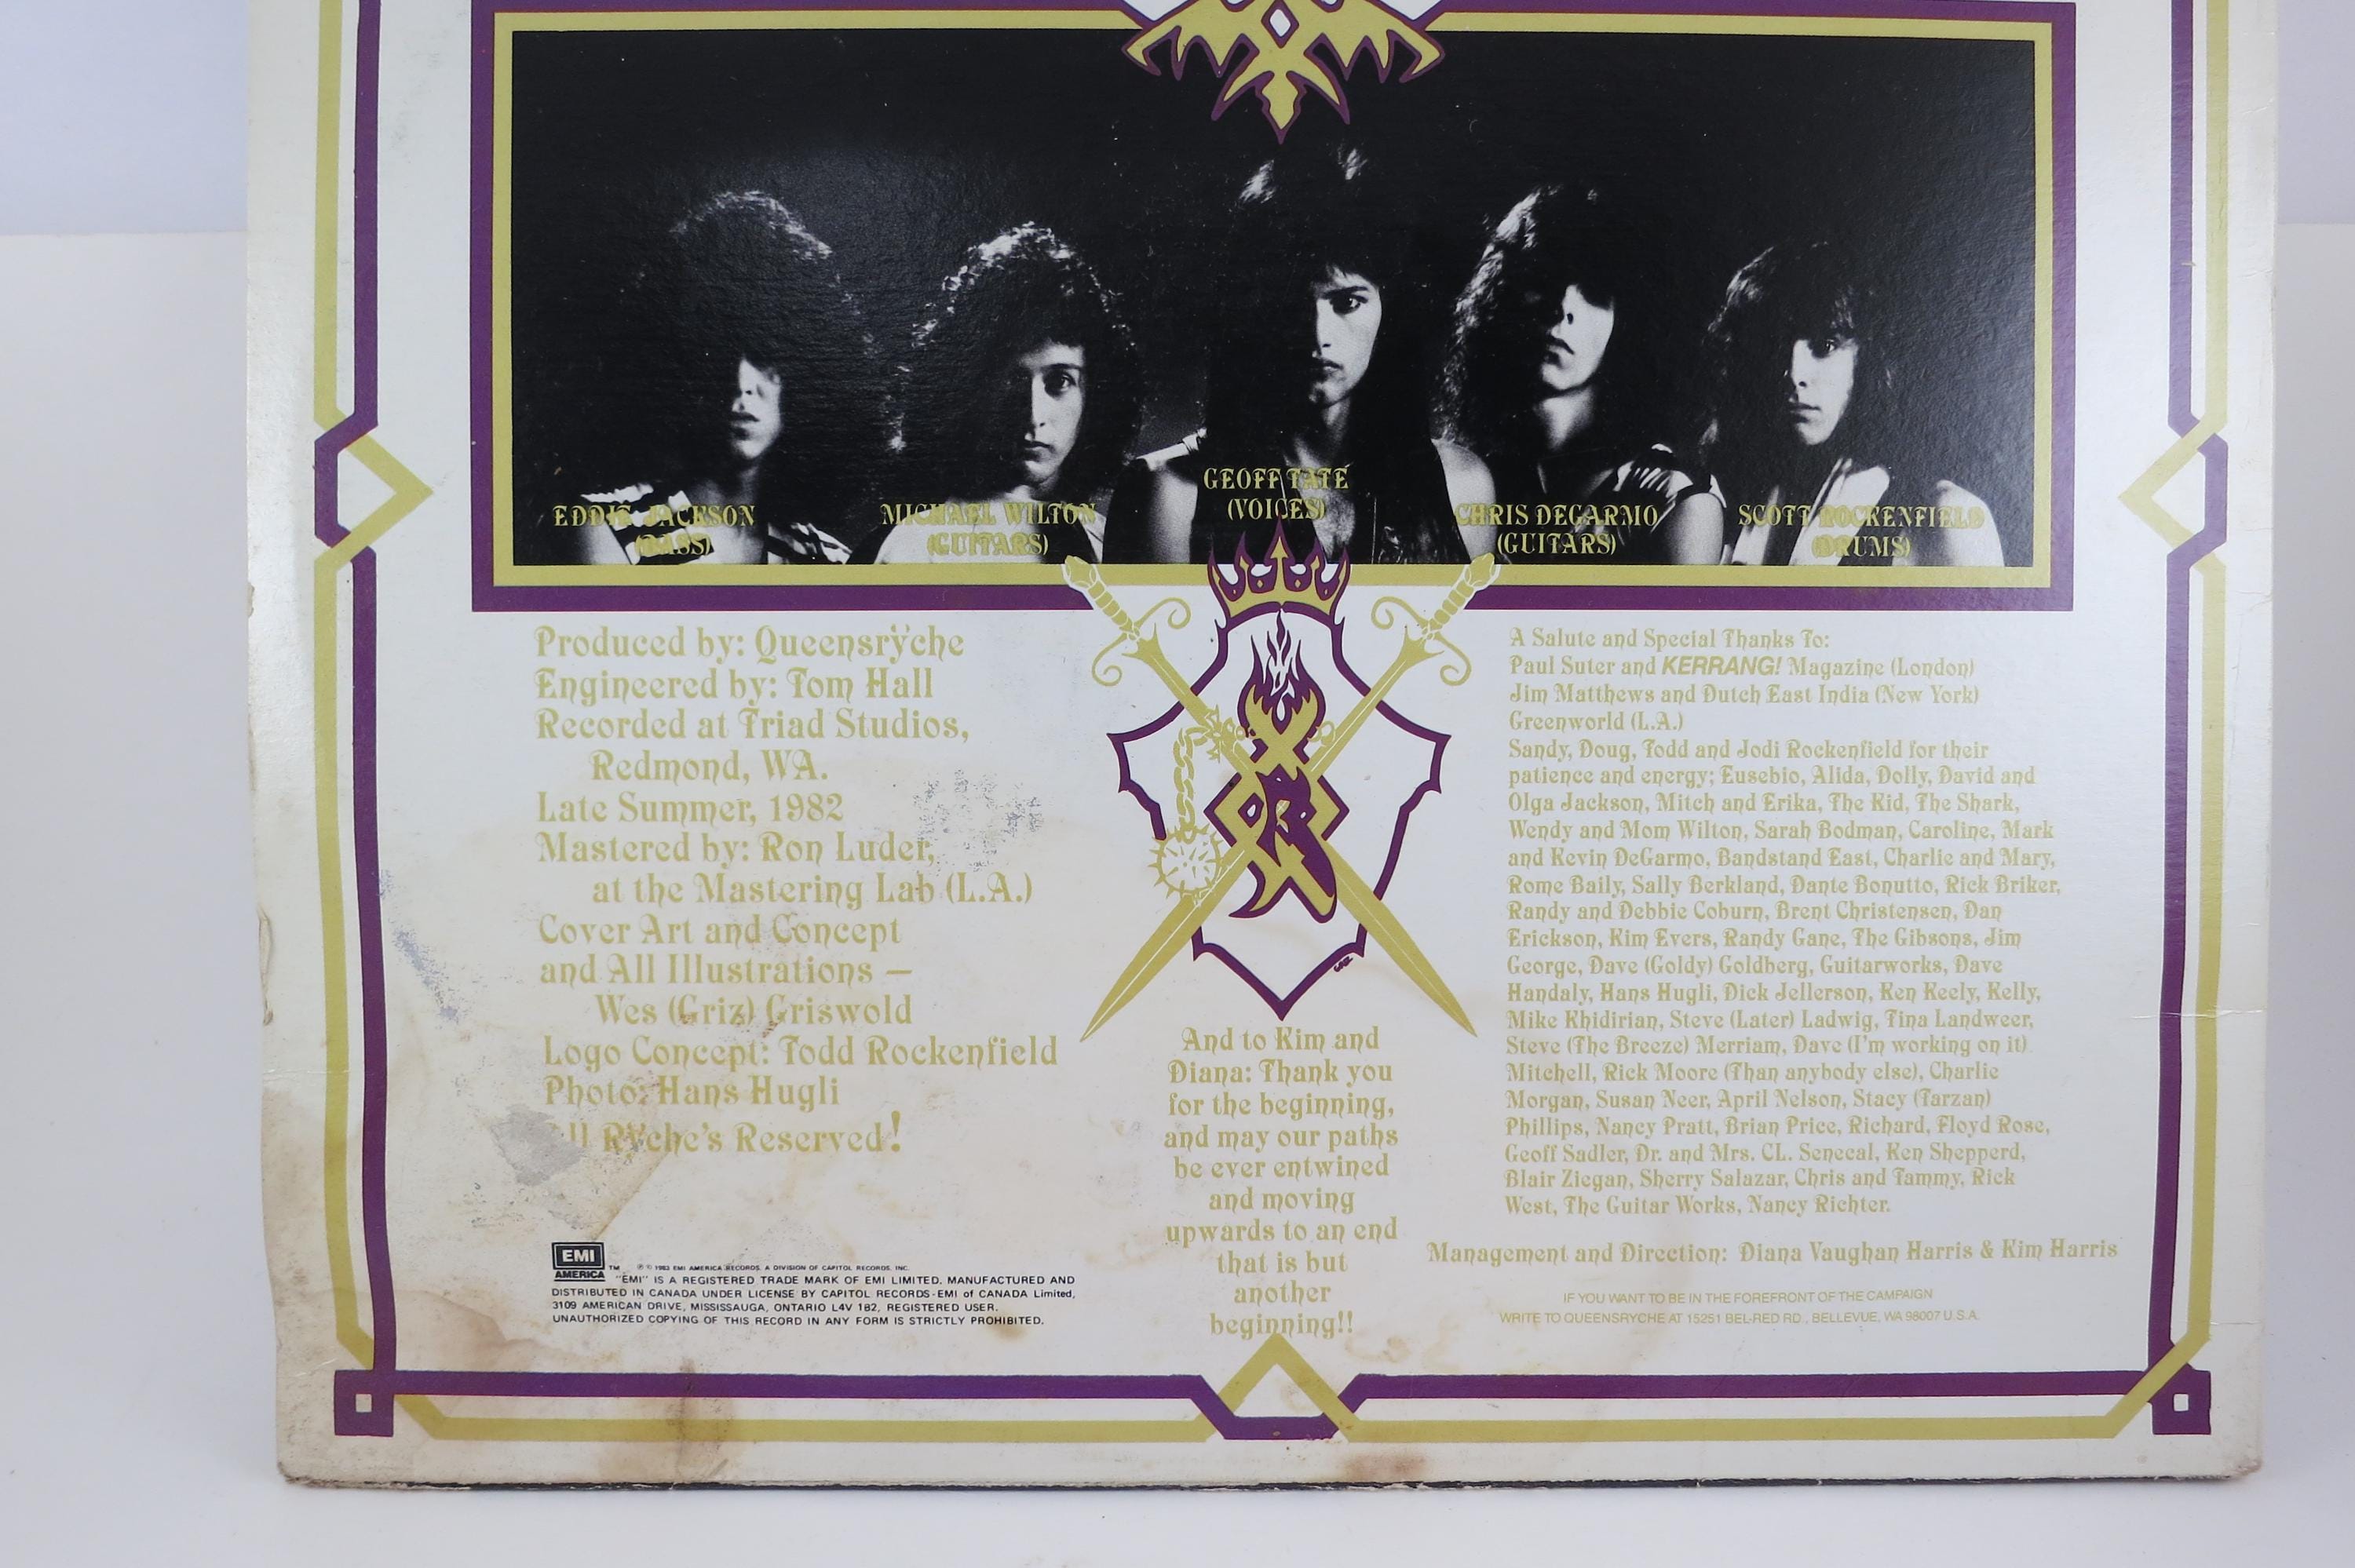 EDDIE JACKSON
(BASS)
MICHAEL WILTON
(GUITARS)
GEOFF TATE
(VOICES)
CHRIS DEGARMO
(GUITARS)
SCOTT ROCKENFIELD
(DRUMS)
Produced by: Queensrÿche
Engineered by: Tom Hall
Recorded at Triad Studios,
Redmond, WA.
Late Summer, 1982
Mastered by: Ron Luder,
at the Mastering Lab (L.A.)
Cover Art and Concept
and All Illustrations —
Wes (Griz) Griswold
Logo Concept: Todd Rockenfield
Photo: Hans Hugli
All RŸche's Reserved!
EMI
AMERICA
TM
℗ © 1983 EMI AMERICA RECORDS, A DIVISION OF CAPITOL RECORDS, INC.
"EMI" IS A REGISTERED TRADE MARK OF EMI LIMITED. MANUFACTURED AND
DISTRIBUTED IN CANADA UNDER LICENSE BY CAPITOL RECORDS-EMI of CANADA Limited,
3109 AMERICAN DRIVE, MISSISSAUGA, ONTARIO L4V 1B2, REGISTERED USER.
UNAUTHORIZED COPYING OF THIS RECORD IN ANY FORM IS STRICTLY PROHIBITED.
And to Kim and
Diana: Thank you
for the beginning,
and may our paths
be ever entwined
and moving
upwards to an end
that is but
another
beginning!!
A Salute and Special Thanks To:
Paul Suter and KERRANG! Magazine (London)
Jim Matthews and Dutch East India (New York)
Greenworld (L.A.)
Sandy, Doug, Todd and Jodi Rockenfield for their
patience and energy; Eusebio, Alida, Dolly, David and
Olga Jackson, Mitch and Erika, The Kid, The Shark,
Wendy and Mom Wilton, Sarah Bodman, Caroline, Mark
and Kevin DeGarmo, Bandstand East, Charlie and Mary,
Rome Baily, Sally Berkland, Dante Bonutto, Rick Briker,
Randy and Debbie Coburn, Brent Christensen, Dan
Erickson, Kim Evers, Randy Gane, The Gibsons, Jim
George, Dave (Goldy) Goldberg, Guitarworks, Dave
Handaly, Hans Hugli, Dick Jellerson, Ken Keely, Kelly,
Mike Khidirian, Steve (Later) Ladwig, Tina Landweer,
Steve (The Breeze) Merriam, Dave (I'm working on it)
Mitchell, Rick Moore (Than anybody else), Charlie
Morgan, Susan Neer, April Nelson, Stacy (Tarzan)
Phillips, Nancy Pratt, Brian Price, Richard, Floyd Rose,
Geoff Sadler, Dr. and Mrs. CL. Senecal, Ken Shepperd,
Blair Ziegan, Sherry Salazar, Chris and Tammy, Rick
West, The Guitar Works, Nancy Richter.
Management and Direction: Diana Vaughan Harris & Kim Harris
IF YOU WANT TO BE IN THE FOREFRONT OF THE CAMPAIGN
WRITE TO QUEENSRYCHE AT 15251 BEL-RED RD., BELLEVUE, WA 98007 U.S.A.